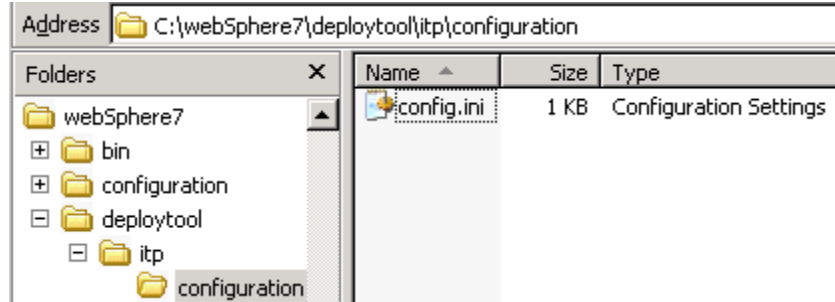 Address C:\webSphere7\deploytool\itp\configuration
Folders x Name Size Type
webSphere7 config.ini 1 KB Configuration Settings
bin
configuration
deploytool
itp
configuration